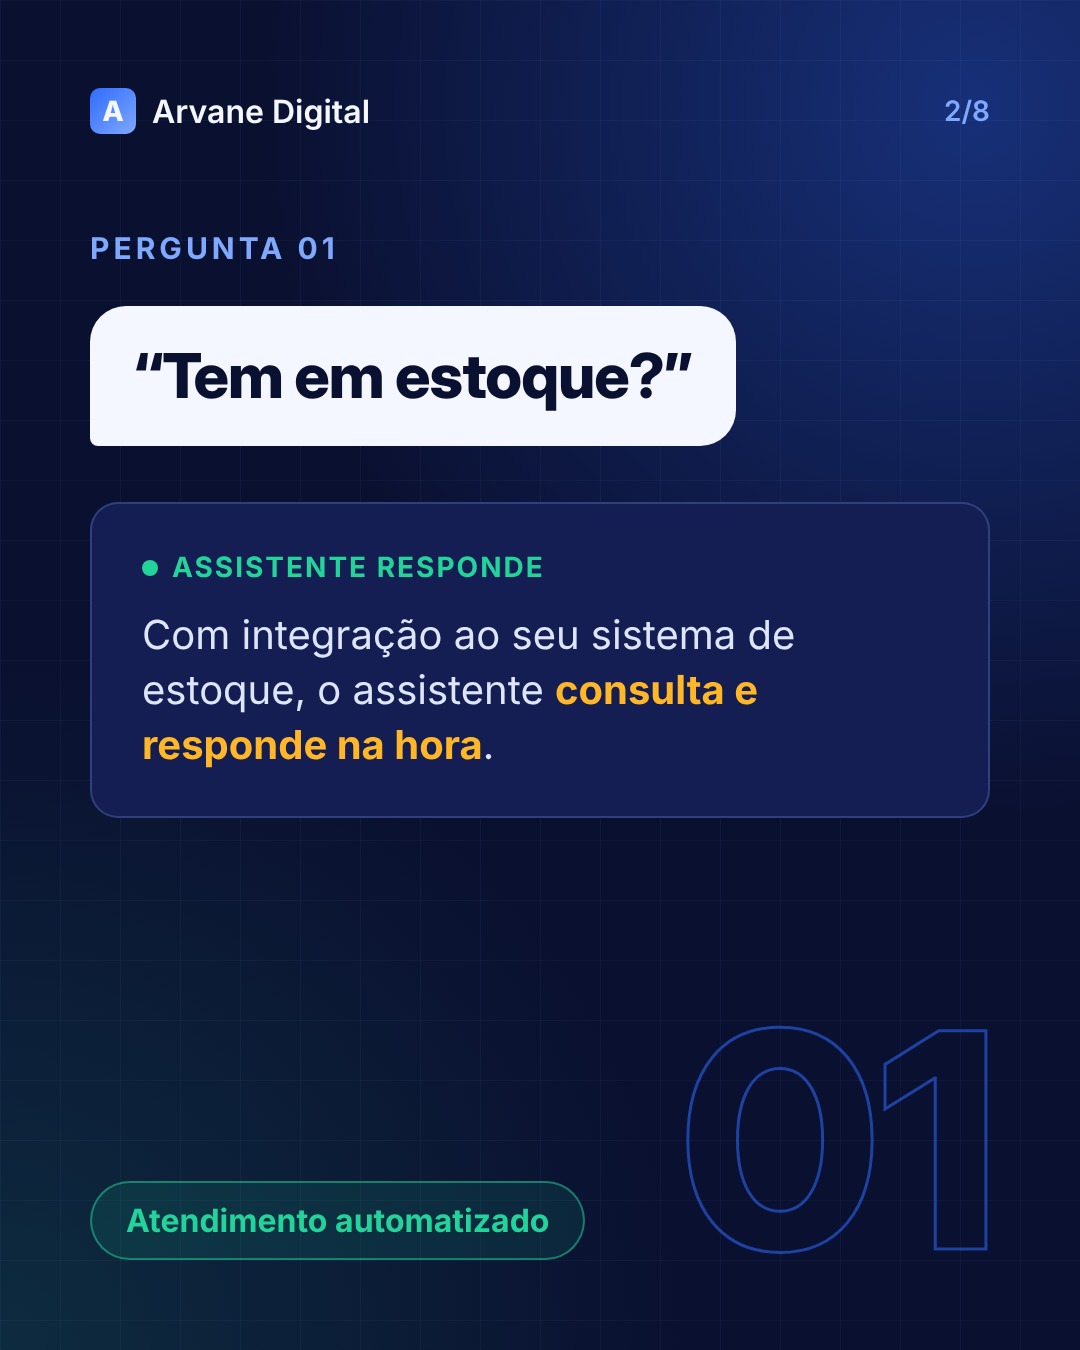 A Arvane Digital
2/8
PERGUNTA 01
“Tem em estoque?”
ASSISTENTE RESPONDE
Com integração ao seu sistema de
estoque, o assistente consulta e
responde na hora.
01
Atendimento automatizado